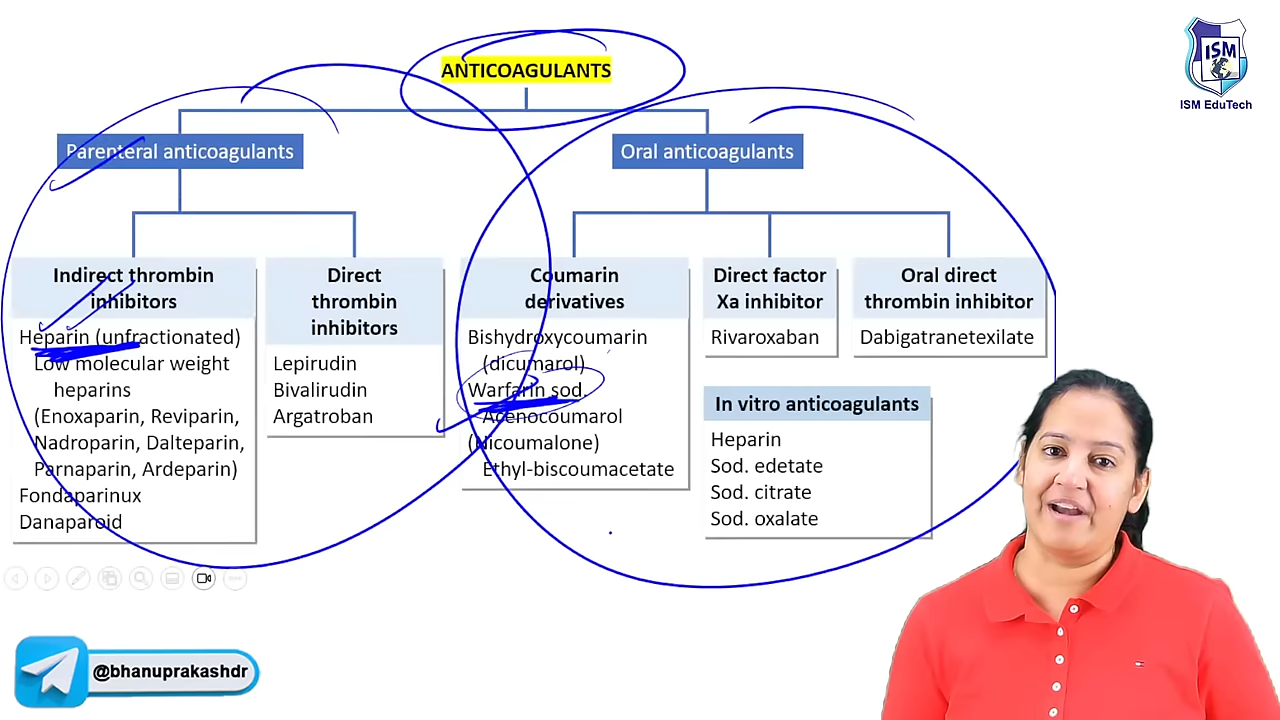 ANTICOAGULANTS
ISM
ISM EduTech
Parenteral anticoagulants
Oral anticoagulants
Indirect thrombin
inhibitors
Heparin (unfractionated)
Low molecular weight
heparins
(Enoxaparin, Reviparin,
Nadroparin, Dalteparin,
Parnaparin, Ardeparin)
Fondaparinux
Danaparoid
Direct
thrombin
inhibitors
Lepirudin
Bivalirudin
Argatroban
Coumarin
derivatives
Bishydroxycoumarin
(dicumarol)
Warfarin sod.
Acenocoumarol
(Nicoumalone)
Ethyl-biscoumacetate
Direct factor
Xa inhibitor
Rivaroxaban
Oral direct
thrombin inhibitor
Dabigatranetexilate
In vitro anticoagulants
Heparin
Sod. edetate
Sod. citrate
Sod. oxalate
@bhanuprakashdr